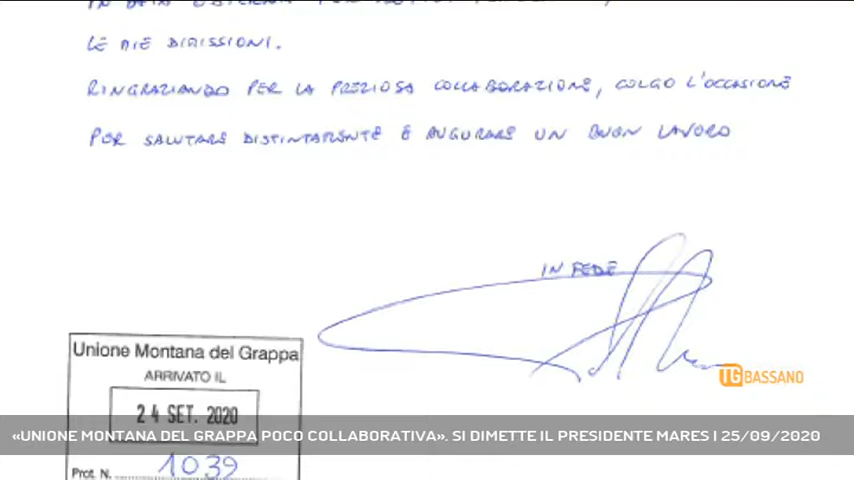 LE MIE DIMISSIONI.
RINGRAZIANDO PER LA PREZIOSA COLLABORAZIONE, COLGO L'OCCASIONE
PER SALUTARE DISTINTAMENTE E AUGURARE UN BUON LAVORO
IN FEDE
Unione Montana del Grappa
ARRIVATO IL
24 SET. 2020
Prot. N. 1039
TG BASSANO
«UNIONE MONTANA DEL GRAPPA POCO COLLABORATIVA». SI DIMETTE IL PRESIDENTE MARES | 25/09/2020